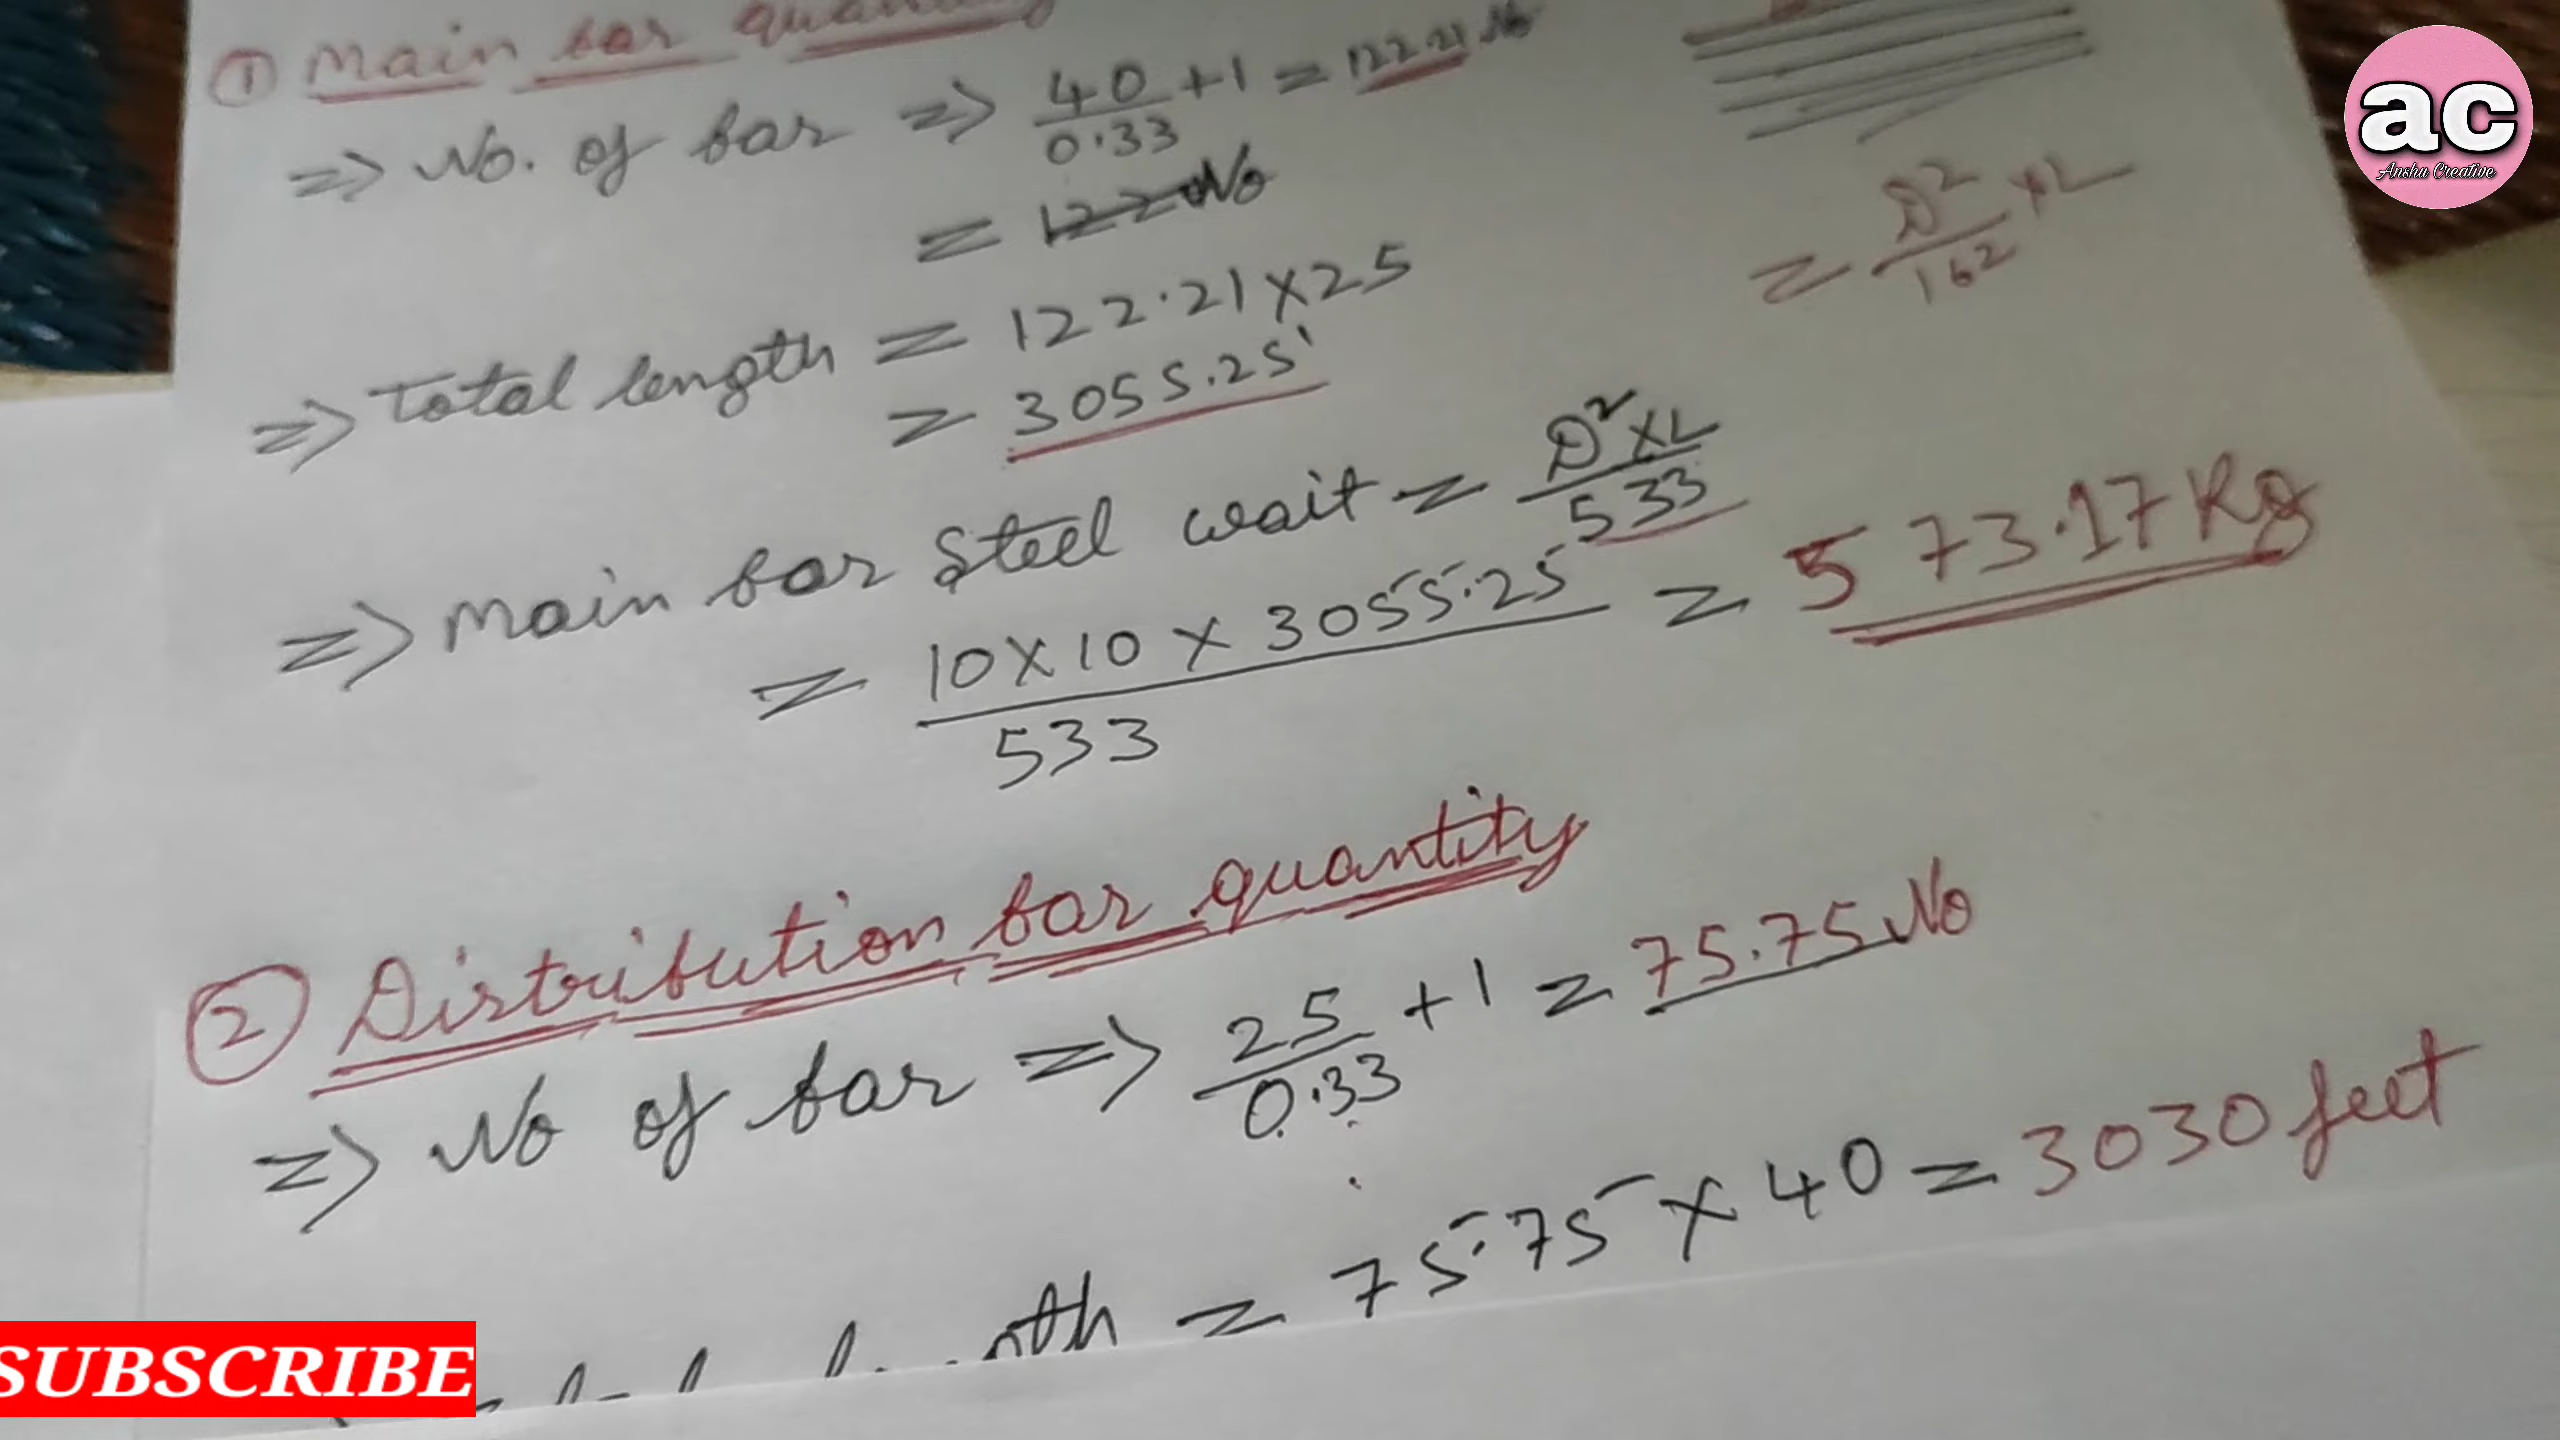 ① Main bar quantity
=> No. of bar => 40/0.33 + 1 = 122.21 No
= 122 No
=> Total length = 122.21 × 25
= 3055.25'
= D²/162 × L
=> Main bar Steel wait = D² × L/533
= 10 × 10 × 3055.25/533 = 573.17 Kg
② Distribution bar quantity
=> No of bar => 25/0.33 + 1 = 75.75 No
= 75.75 × 40 = 3030 feet
ac
Anshu Creative
SUBSCRIBE